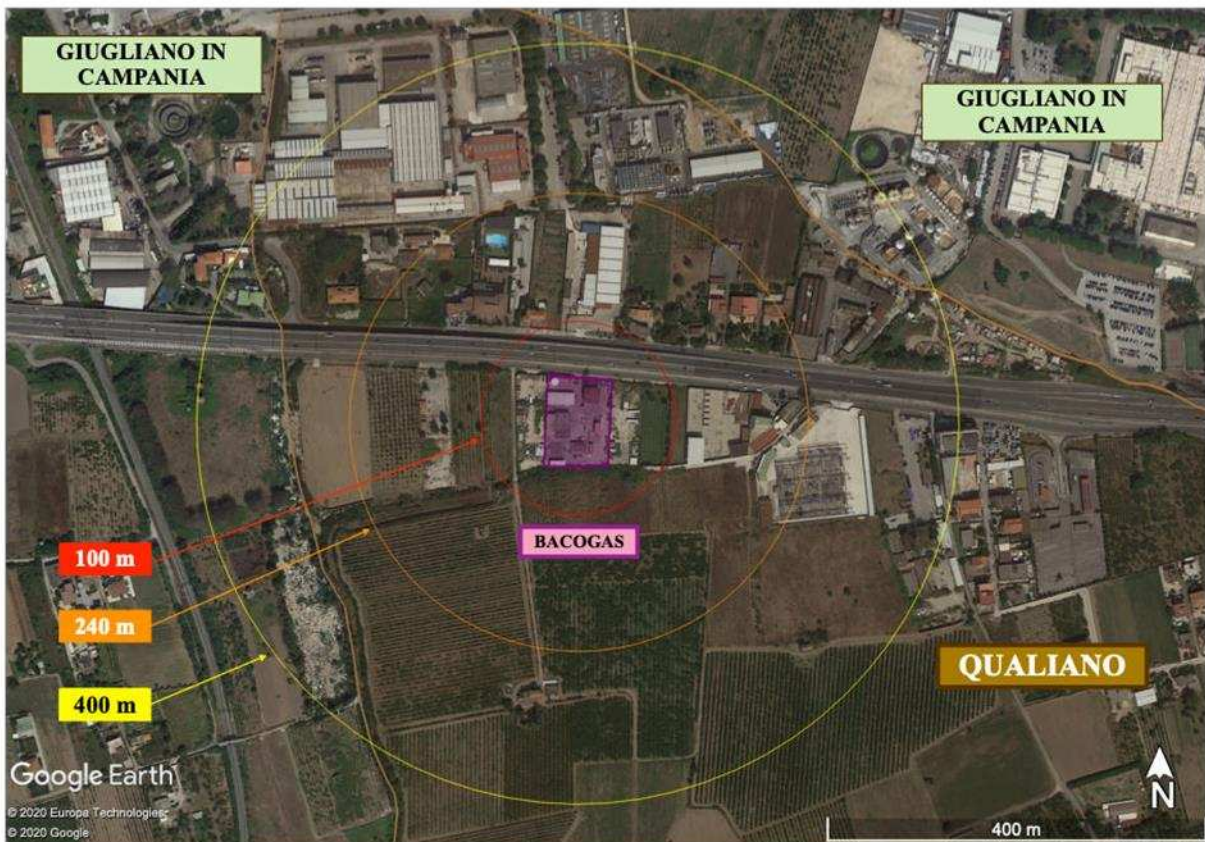 GIUGLIANO IN
CAMPANIA
GIUGLIANO IN
CAMPANIA
BACOGAS
100 m
240 m
400 m
QUALIANO
Google Earth
© 2020 Europa Technologies
© 2020 Google
N
400 m